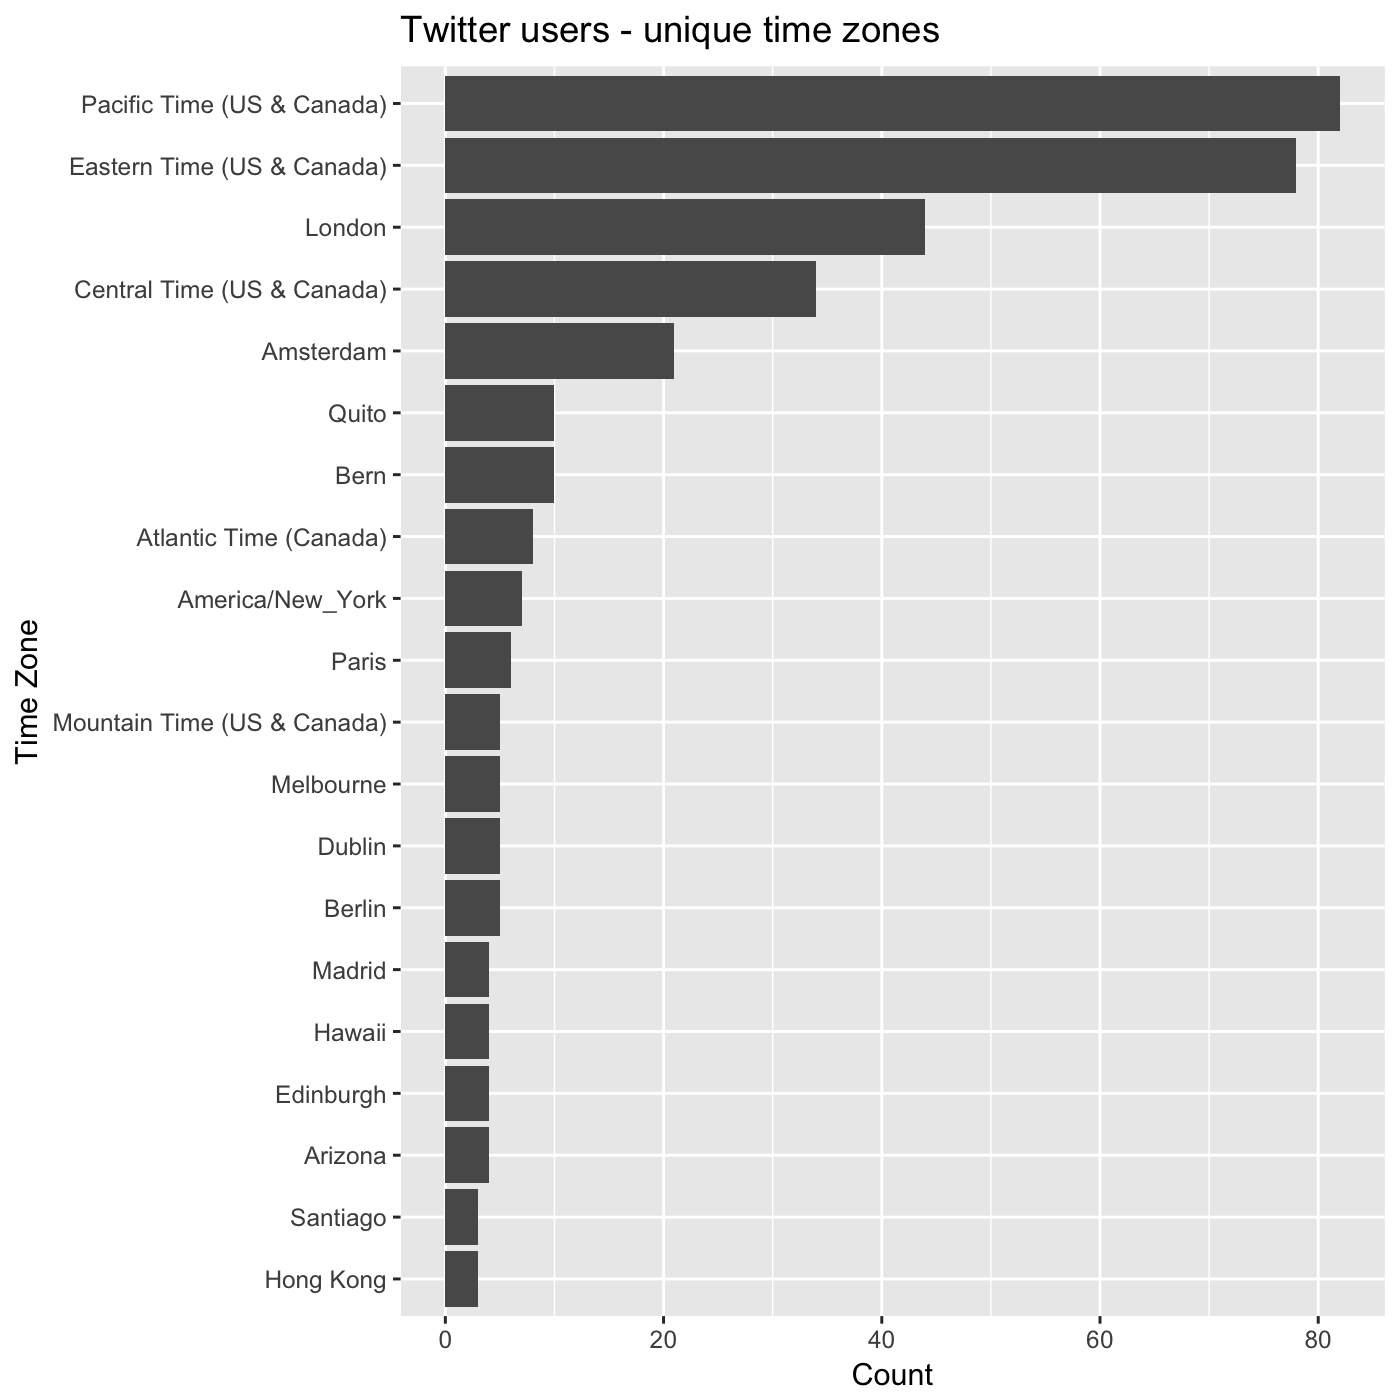 Twitter users - unique time zones
Pacific Time (US & Canada)
Eastern Time (US & Canada)
London
Central Time (US & Canada)
Amsterdam
Quito
Bern
Atlantic Time (Canada)
America/New_York
Paris
Mountain Time (US & Canada)
Melbourne
Dublin
Berlin
Madrid
Hawaii
Edinburgh
Arizona
Santiago
Hong Kong
Time Zone
0 20 40 60 80
Count